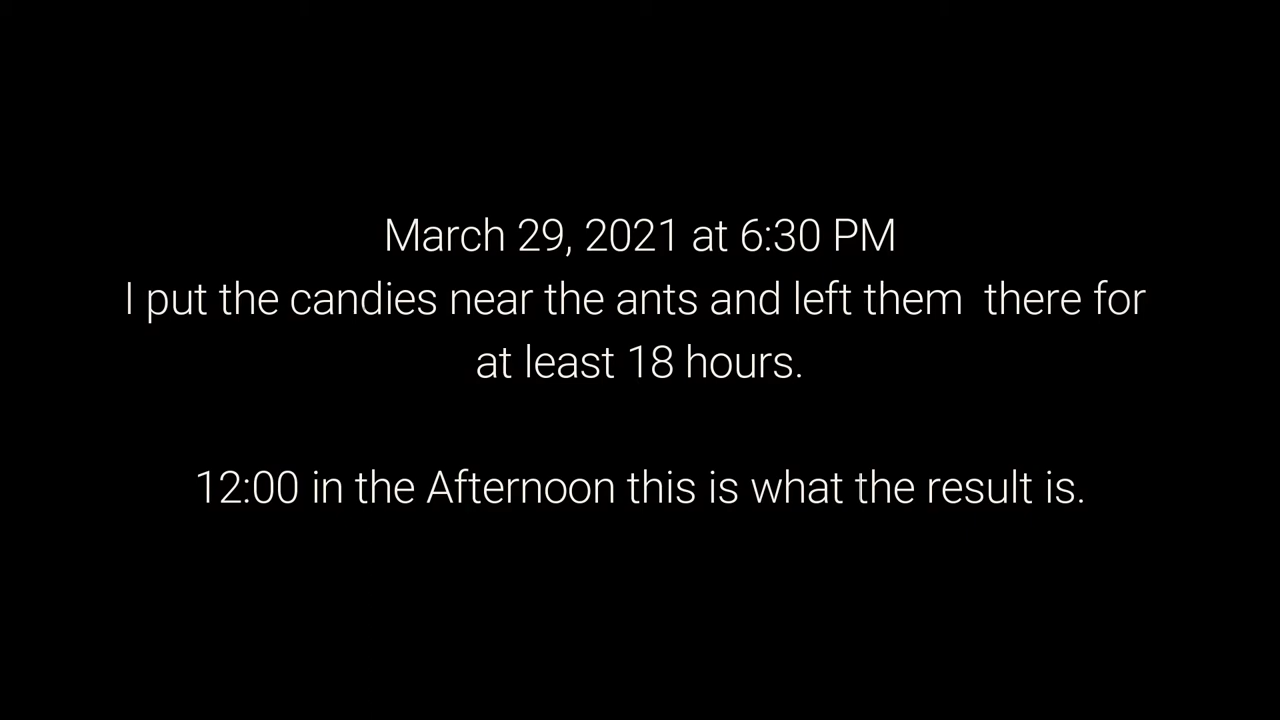 March 29, 2021 at 6:30 PM
I put the candies near the ants and left them  there for
at least 18 hours.
12:00 in the Afternoon this is what the result is.